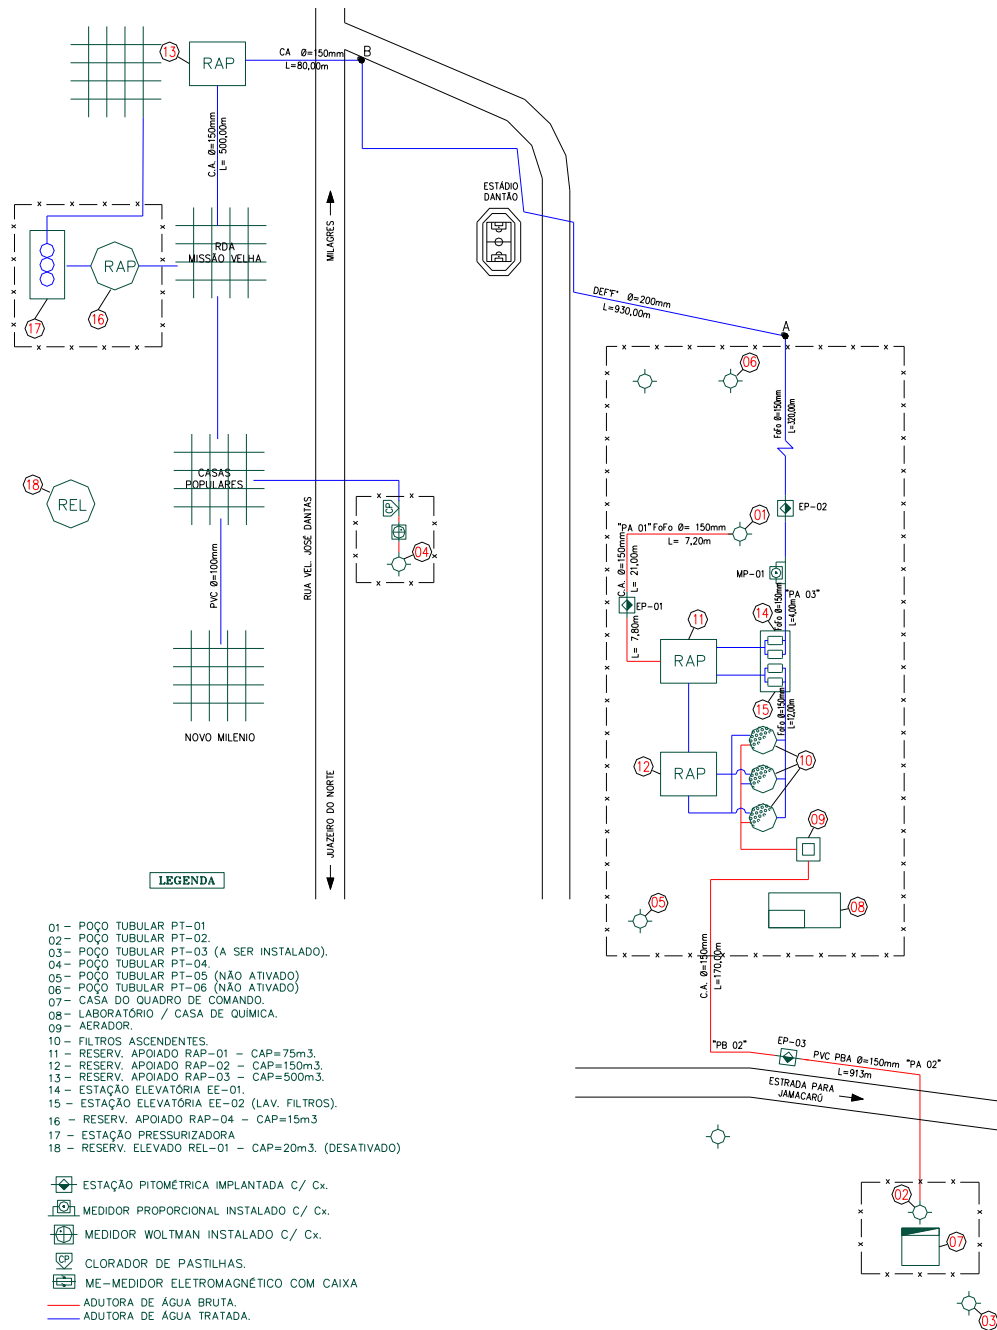 13
RAP
CA Ø=150mm
L=80,00m
B
C.A. Ø=150mm
L= 500,00m
MILAGRES
ESTÁDIO
DANTÃO
RDA
MISSÃO VELHA
RAP
17
16
DEF'F' Ø=200mm
L=930,00m
A
06
FoFo Ø=150mm
L=320,00m
18
REL
CASAS
POPULARES
PVC Ø=100mm
NOVO MILENIO
RUA VEL. JOSÉ DANTAS
CP
04
JUAZEIRO DO NORTE
01
EP-02
"PA 01" FoFo Ø= 150mm
L= 7,20m
C.A. Ø=150mm
L= 21,00m
EP-01
L= 7,80m
MP-01
"PA 03"
FoFo Ø=150mm
L=4,00m
14
11
RAP
15
FoFo Ø=150mm
L=12,00m
12
RAP
10
09
05
08
C.A. Ø=150mm
L=170,00m
"PB 02"
EP-03
PVC PBA Ø=150mm "PA 02"
L=913m
ESTRADA PARA
JAMACARÚ
02
07
03
LEGENDA
01 - POÇO TUBULAR PT-01
02 - POÇO TUBULAR PT-02.
03 - POÇO TUBULAR PT-03 (A SER INSTALADO).
04 - POÇO TUBULAR PT-04.
05 - POÇO TUBULAR PT-05 (NÃO ATIVADO)
06 - POÇO TUBULAR PT-06 (NÃO ATIVADO)
07 - CASA DO QUADRO DE COMANDO.
08 - LABORATÓRIO / CASA DE QUÍMICA.
09 - AERADOR.
10 - FILTROS ASCENDENTES.
11 - RESERV. APOIADO RAP-01 - CAP=75m3.
12 - RESERV. APOIADO RAP-02 - CAP=150m3.
13 - RESERV. APOIADO RAP-03 - CAP=500m3.
14 - ESTAÇÃO ELEVATÓRIA EE-01.
15 - ESTAÇÃO ELEVATÓRIA EE-02 (LAV. FILTROS).
16 - RESERV. APOIADO RAP-04 - CAP=15m3
17 - ESTAÇÃO PRESSURIZADORA
18 - RESERV. ELEVADO REL-01 - CAP=20m3. (DESATIVADO)
ESTAÇÃO PITOMÉTRICA IMPLANTADA C/ Cx.
MEDIDOR PROPORCIONAL INSTALADO C/ Cx.
MEDIDOR WOLTMAN INSTALADO C/ Cx.
CP CLORADOR DE PASTILHAS.
ME-MEDIDOR ELETROMAGNÉTICO COM CAIXA
ADUTORA DE ÁGUA BRUTA.
ADUTORA DE ÁGUA TRATADA.